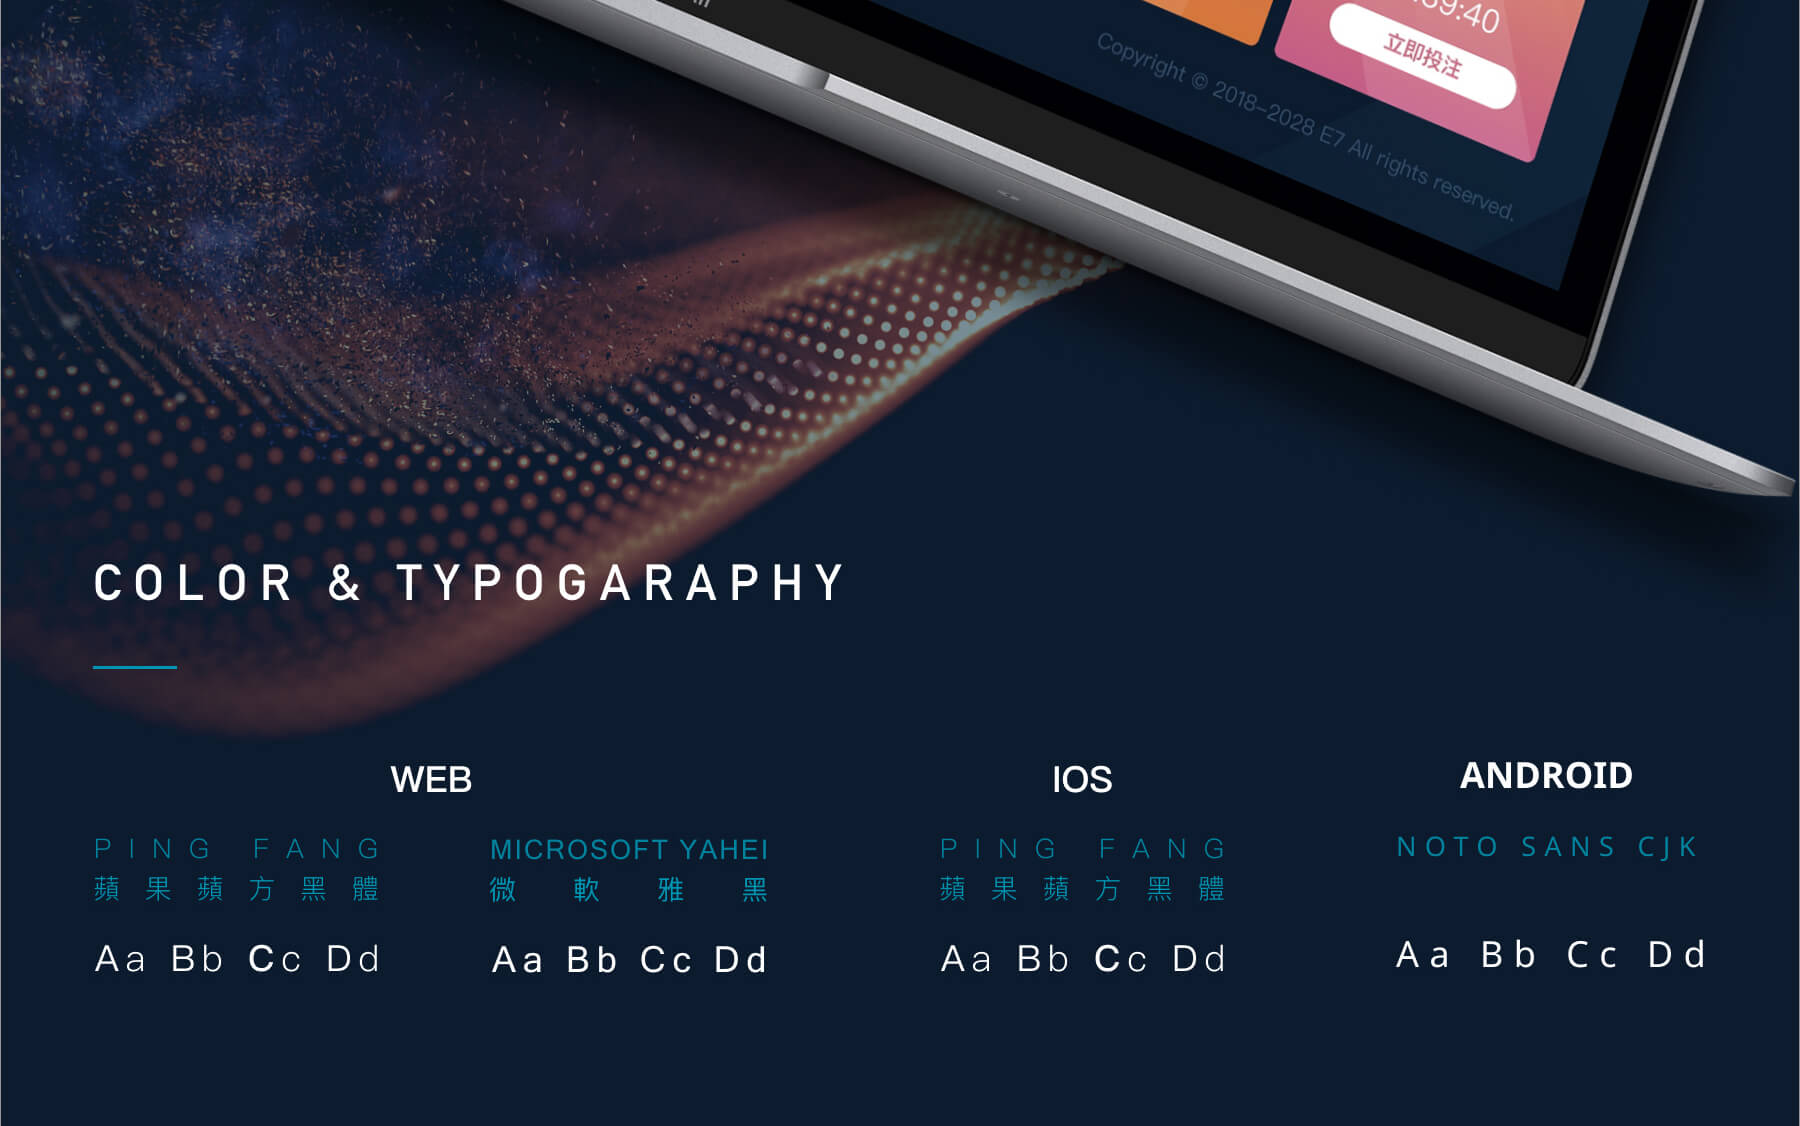 :39:40
立即投注
Copyright © 2018-2028 E7 All rights reserved.
COLOR & TYPOGARAPHY
WEB
IOS
ANDROID
PING FANG
MICROSOFT YAHEI
PING FANG
NOTO SANS CJK
蘋果蘋方黑體
微軟雅黑
蘋果蘋方黑體
Aa Bb Cc Dd
Aa Bb Cc Dd
Aa Bb Cc Dd
Aa Bb Cc Dd